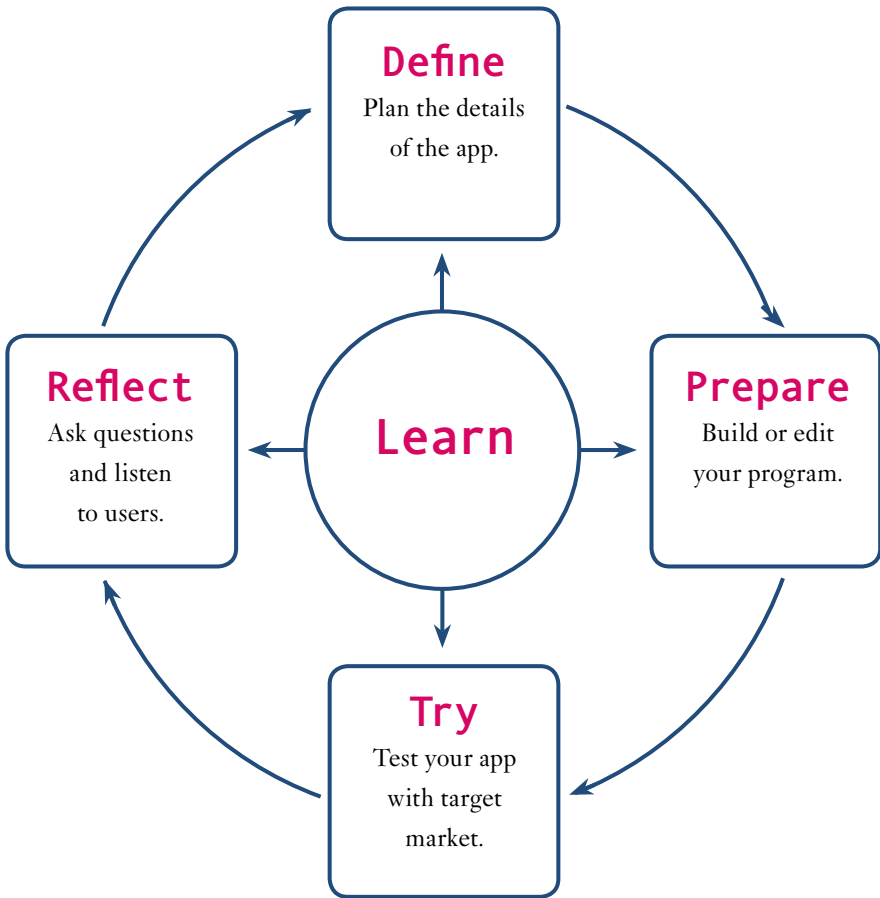 Define
Plan the details
of the app.
Reflect
Ask questions
and listen
to users.
Learn
Prepare
Build or edit
your program.
Try
Test your app
with target
market.